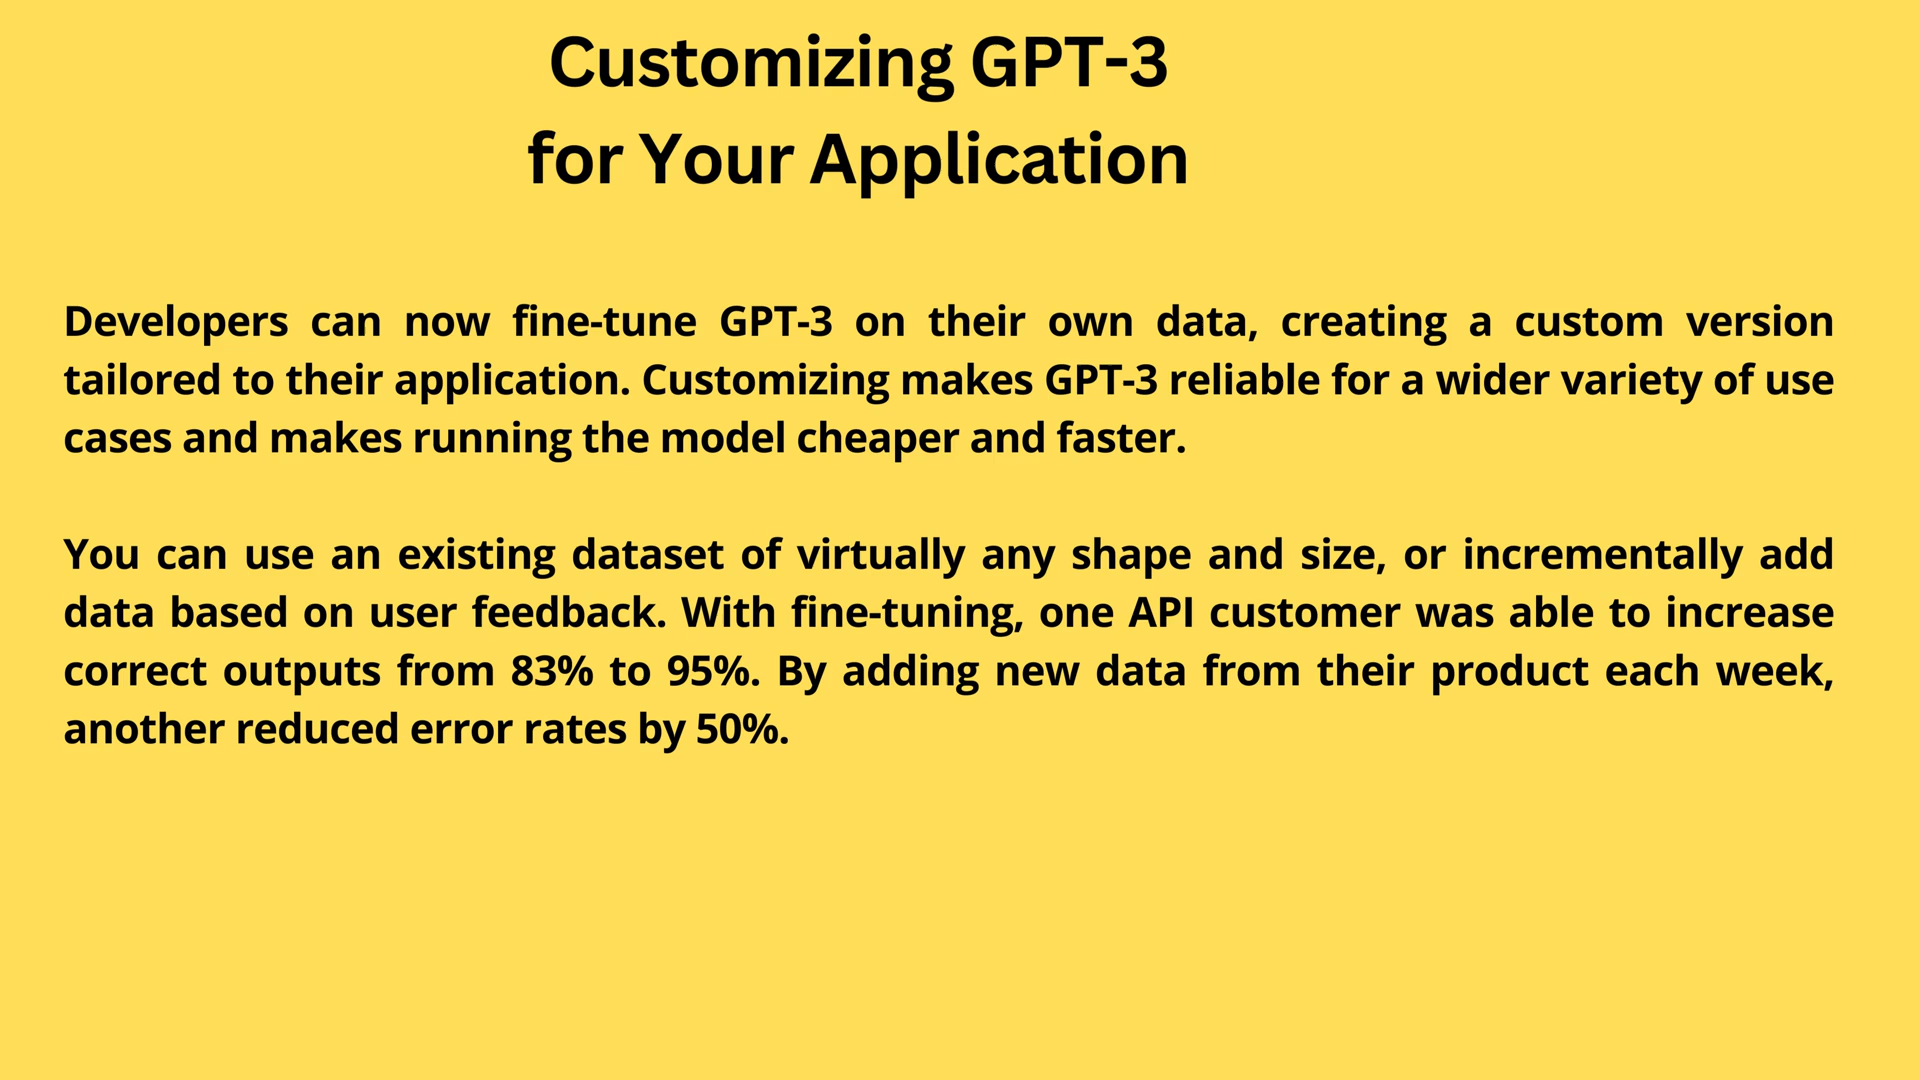 Customizing GPT-3
for Your Application
Developers can now fine-tune GPT-3 on their own data, creating a custom version
tailored to their application. Customizing makes GPT-3 reliable for a wider variety of use
cases and makes running the model cheaper and faster.
You can use an existing dataset of virtually any shape and size, or incrementally add
data based on user feedback. With fine-tuning, one API customer was able to increase
correct outputs from 83% to 95%. By adding new data from their product each week,
another reduced error rates by 50%.